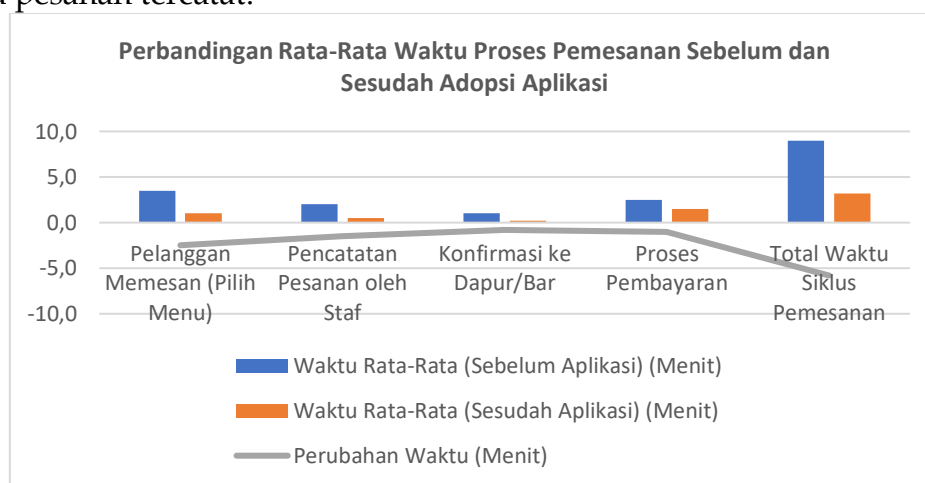 pesanan tercatat.
Perbandingan Rata-Rata Waktu Proses Pemesanan Sebelum dan
Sesudah Adopsi Aplikasi
10,0
5,0
0,0
-5,0
-10,0
Pelanggan
Memesan (Pilih
Menu)
Pencatatan
Pesanan oleh
Staf
Konfirmasi ke
Dapur/Bar
Proses
Pembayaran
Total Waktu
Siklus
Pemesanan
Waktu Rata-Rata (Sebelum Aplikasi) (Menit)
Waktu Rata-Rata (Sesudah Aplikasi) (Menit)
Perubahan Waktu (Menit)